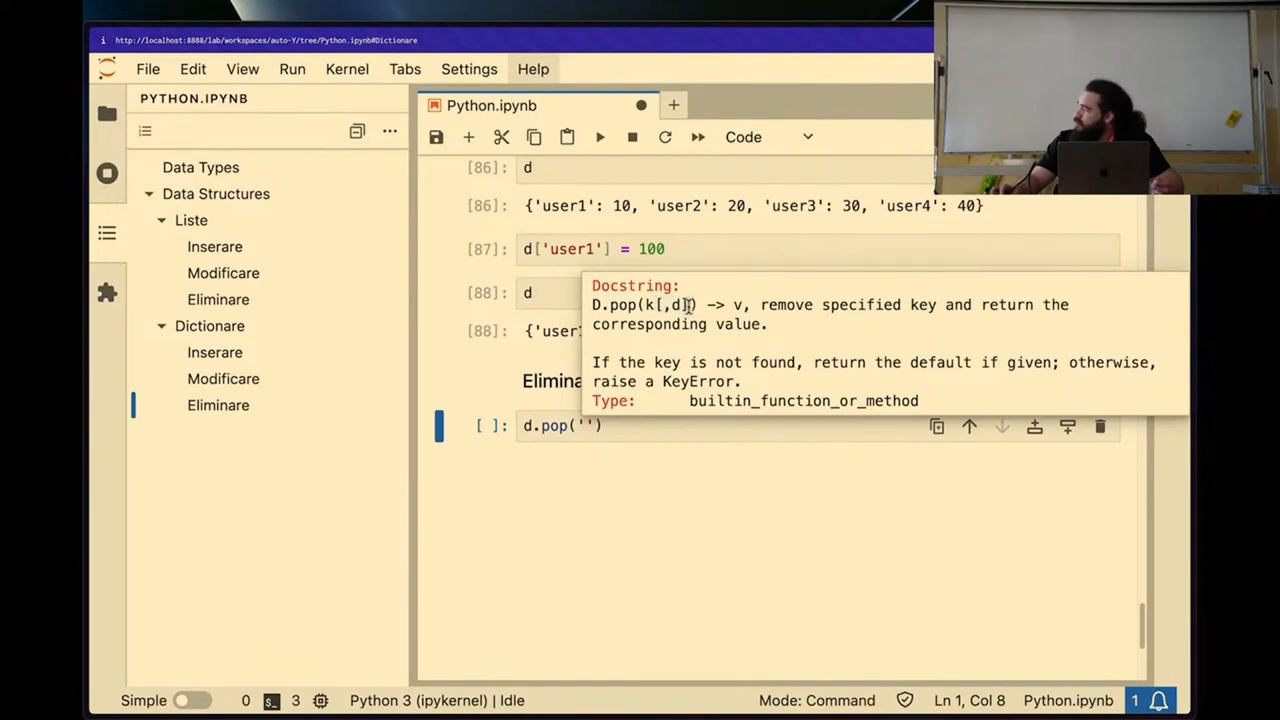 http://localhost:8888/lab/workspaces/auto-Y/tree/Python.ipynb#Dictionare
File Edit View Run Kernel Tabs Settings Help
PYTHON.IPYNB
Data Types
Data Structures
Liste
Inserare
Modificare
Eliminare
Dictionare
Inserare
Modificare
Eliminare
Python.ipynb
Code
[86]: d
[86]: {'user1': 10, 'user2': 20, 'user3': 30, 'user4': 40}
[87]: d['user1'] = 100
[88]: d
[88]: {'user1
Elimina
Docstring:
D.pop(k[,d]) -> v, remove specified key and return the
corresponding value.
If the key is not found, return the default if given; otherwise,
raise a KeyError.
Type: builtin_function_or_method
[ ]: d.pop('')
Simple 0 3 Python 3 (ipykernel) | Idle Mode: Command Ln 1, Col 8 Python.ipynb 1